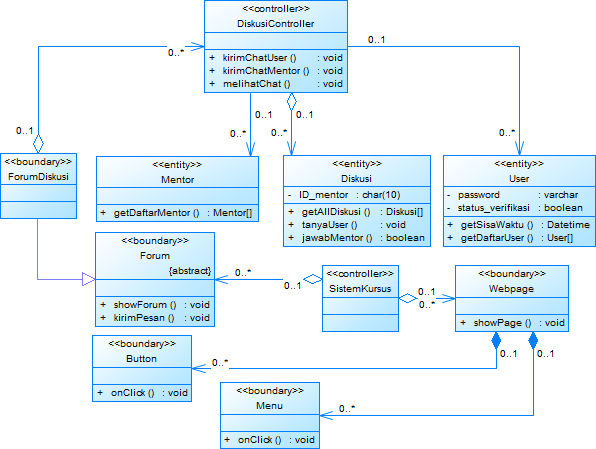 <<controller>>
DiskusiController
+ kirimChatUser () : void
+ kirimChatMentor () : void
+ melihatChat () : void
0..*
0..1
0..1
0..*
0..1
0..*
0..1
0..*
<<boundary>>
ForumDiskusi
<<entity>>
Mentor
+ getDaftarMentor () : Mentor[]
<<entity>>
Diskusi
- ID_mentor : char(10)
+ getAllDiskusi () : Diskusi[]
+ tanyaUser () : void
+ jawabMentor () : boolean
<<entity>>
User
- password : varchar
- status_verifikasi : boolean
+ getSisaWaktu () : Datetime
+ getDaftarUser () : User[]
<<boundary>>
Forum
{abstract}
+ showForum () : void
+ kirimPesan () : void
0..*
0..1
<<controller>>
SistemKursus
0..1
0..*
<<boundary>>
Webpage
+ showPage () : void
0..1
0..1
<<boundary>>
Button
+ onClick () : void
0..*
<<boundary>>
Menu
+ onClick () : void
0..*